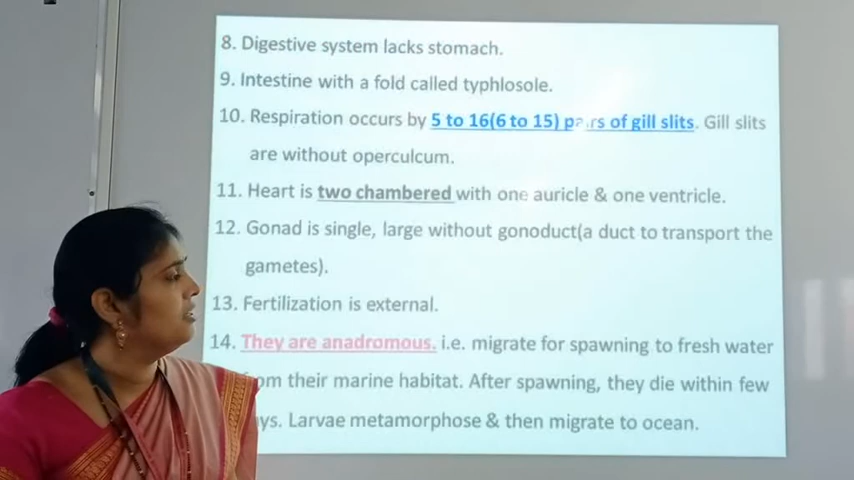 8. Digestive system lacks stomach.
9. Intestine with a fold called typhlosole.
10. Respiration occurs by 5 to 16(6 to 15) pairs of gill slits. Gill slits
are without operculcum.
11. Heart is two chambered with one auricle & one ventricle.
12. Gonad is single, large without gonoduct(a duct to transport the
gametes).
13. Fertilization is external.
14. They are anadromous. i.e. migrate for spawning to fresh water
from their marine habitat. After spawning, they die within few
Larvae metamorphose & then migrate to ocean.